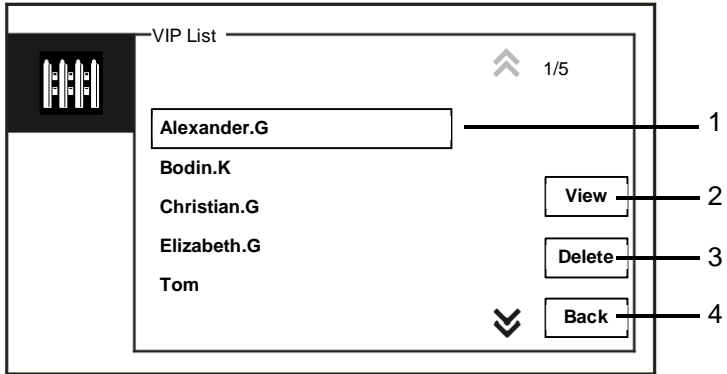 VIP List
1/5
Alexander.G
1
Bodin.K
View
2
Christian.G
Elizabeth.G
Delete
3
Tom
Back
4